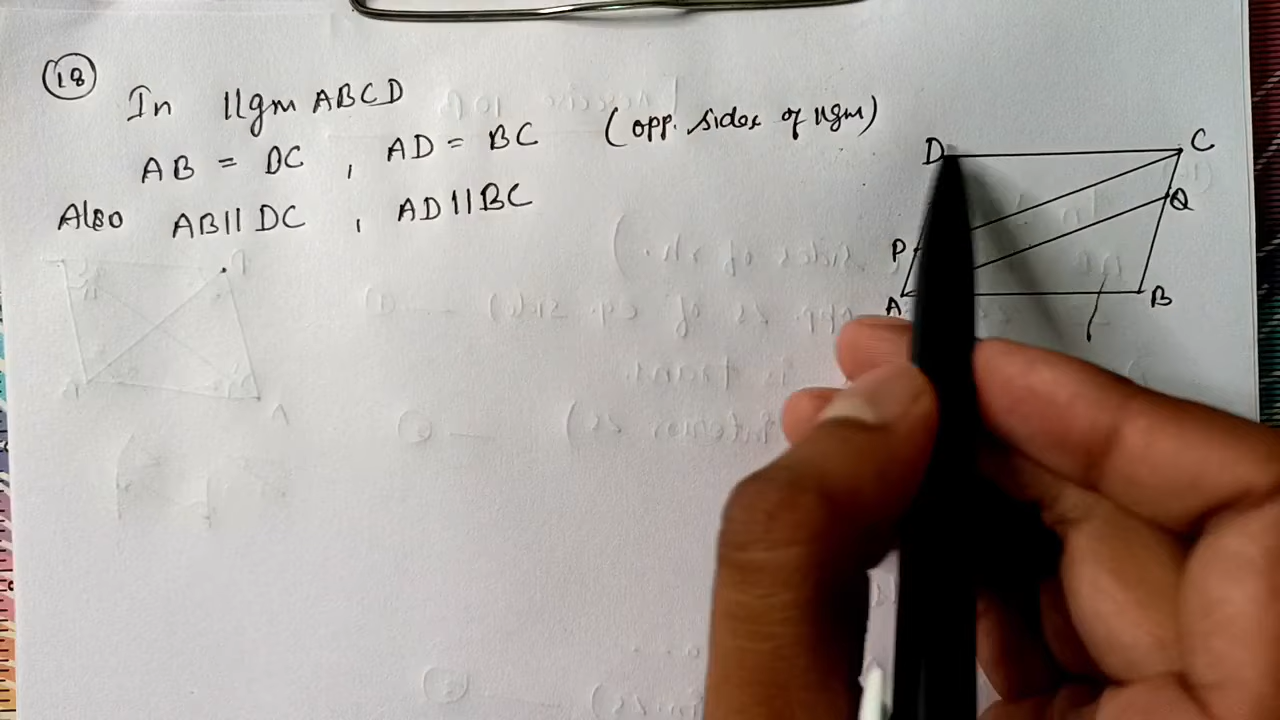 18
In ||gm ABCD
AB = DC , AD = BC (opp. sides of ||gm)
Also AB || DC , AD || BC
D
C
Q
P
A
B